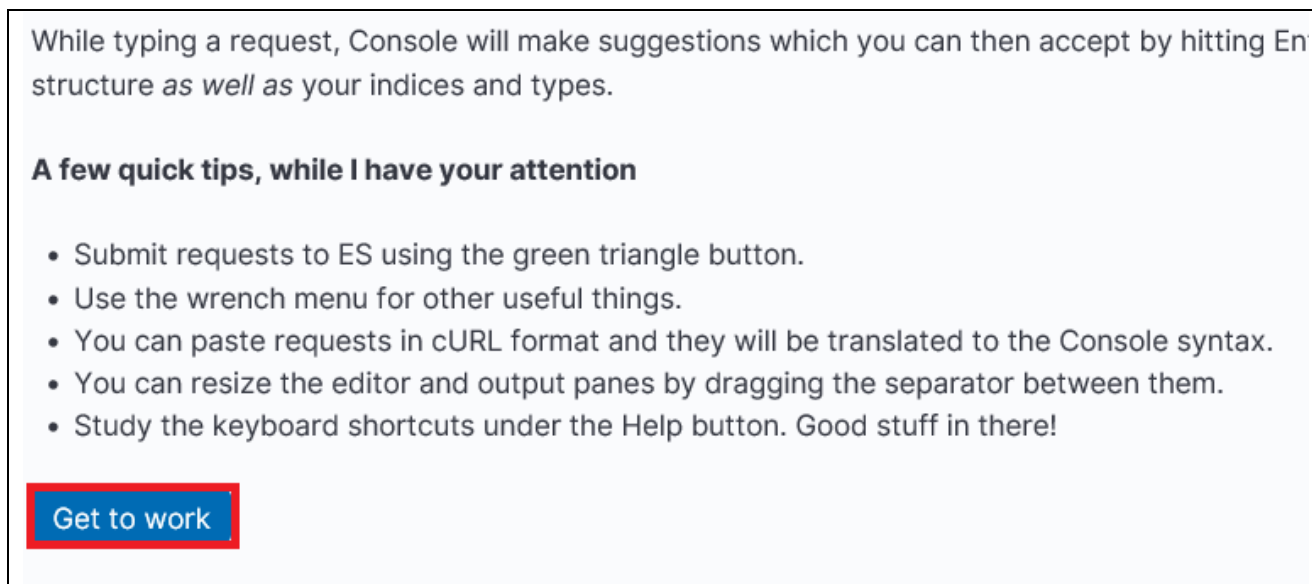 While typing a request, Console will make suggestions which you can then accept by hitting
structure as well as your indices and types.
A few quick tips, while I have your attention
• Submit requests to ES using the green triangle button.
• Use the wrench menu for other useful things.
• You can paste requests in cURL format and they will be translated to the Console syntax.
• You can resize the editor and output panes by dragging the separator between them.
• Study the keyboard shortcuts under the Help button. Good stuff in there!
Get to work